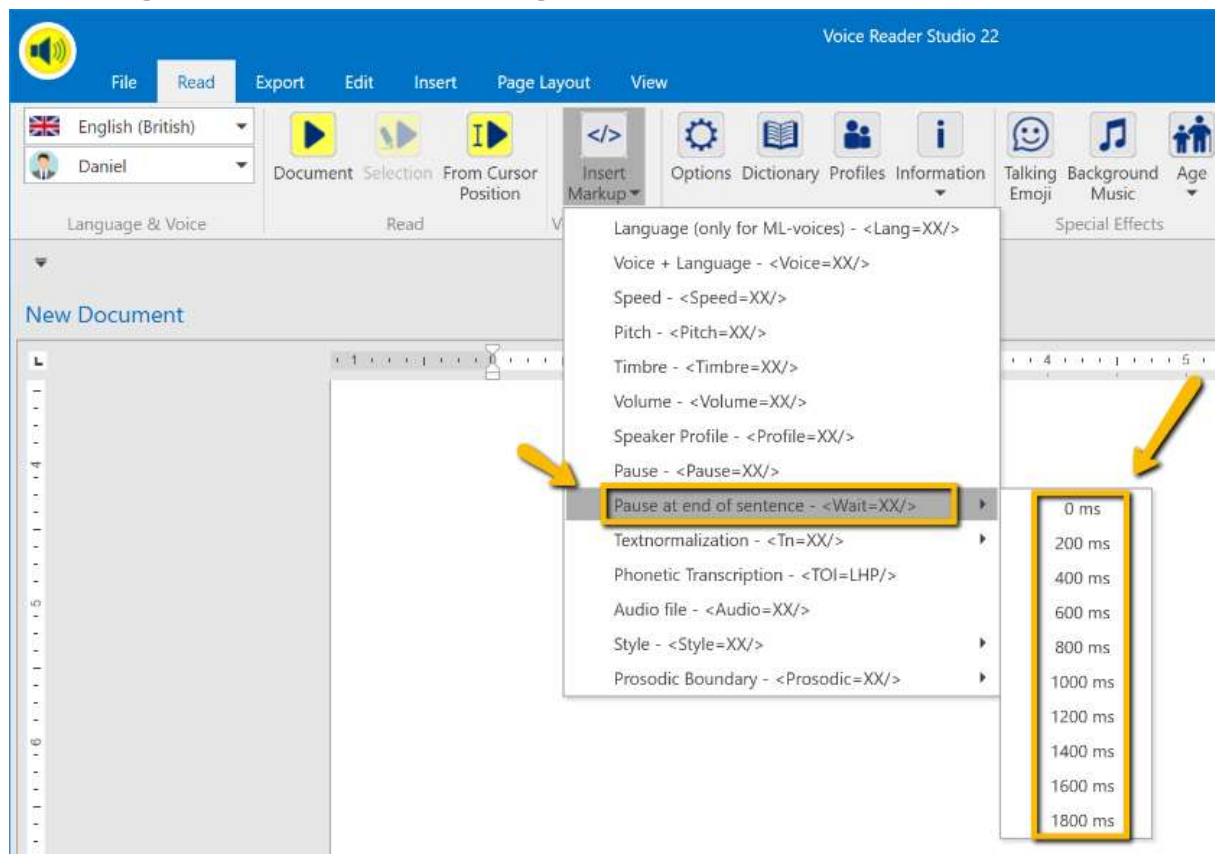 Voice Reader Studio 22
File Read Export Edit Insert Page Layout View
English (British)
Daniel
Language & Voice
Document Selection From Cursor Position
Read
</>
Insert Markup
Options Dictionary Profiles Information
Talking Emoji Background Music Age
Special Effects
New Document
Language (only for ML-voices) - <Lang=XX/>
Voice + Language - <Voice=XX/>
Speed - <Speed=XX/>
Pitch - <Pitch=XX/>
Timbre - <Timbre=XX/>
Volume - <Volume=XX/>
Speaker Profile - <Profile=XX/>
Pause - <Pause=XX/>
Pause at end of sentence - <Wait=XX/>
Textnormalization - <Tn=XX/>
Phonetic Transcription - <TOI=LHP/>
Audio file - <Audio=XX/>
Style - <Style=XX/>
Prosodic Boundary - <Prosodic=XX/>
0 ms
200 ms
400 ms
600 ms
800 ms
1000 ms
1200 ms
1400 ms
1600 ms
1800 ms